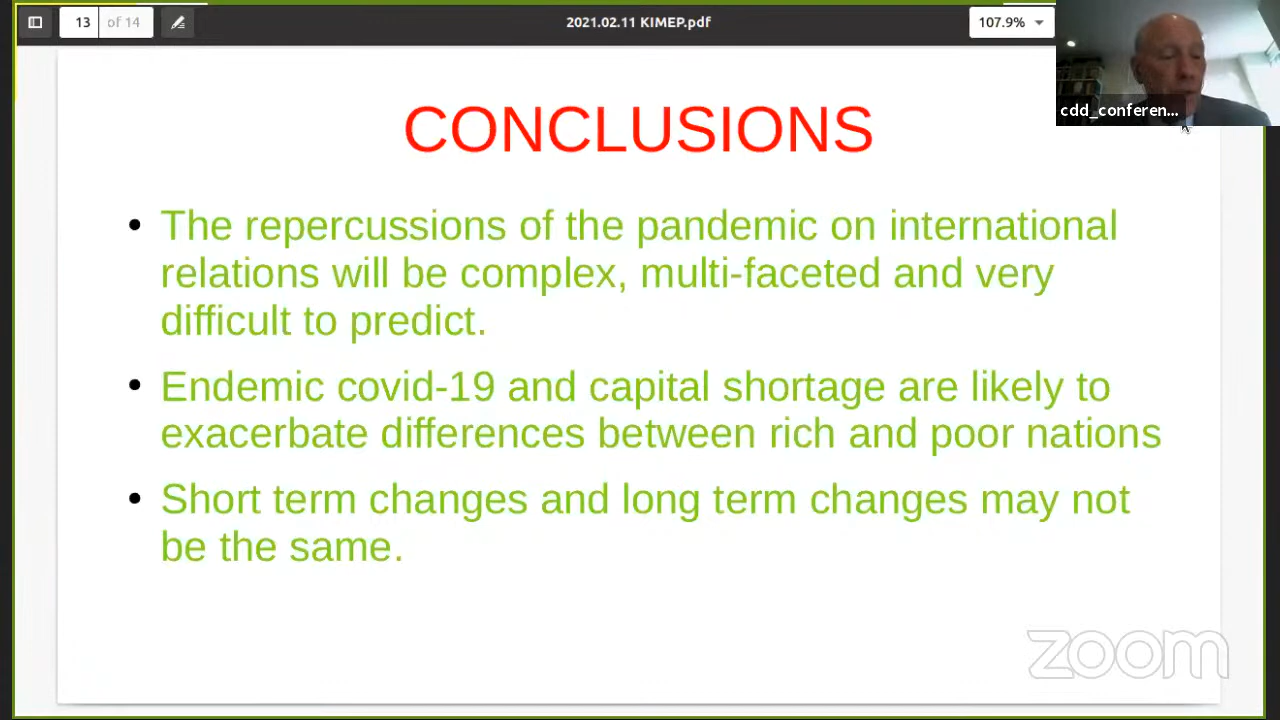 13 of 14
2021.02.11 KIMEP.pdf
107.9%
cdd_conferen...
CONCLUSIONS
• The repercussions of the pandemic on international
relations will be complex, multi-faceted and very
difficult to predict.
• Endemic covid-19 and capital shortage are likely to
exacerbate differences between rich and poor nations
• Short term changes and long term changes may not
be the same.
zoom